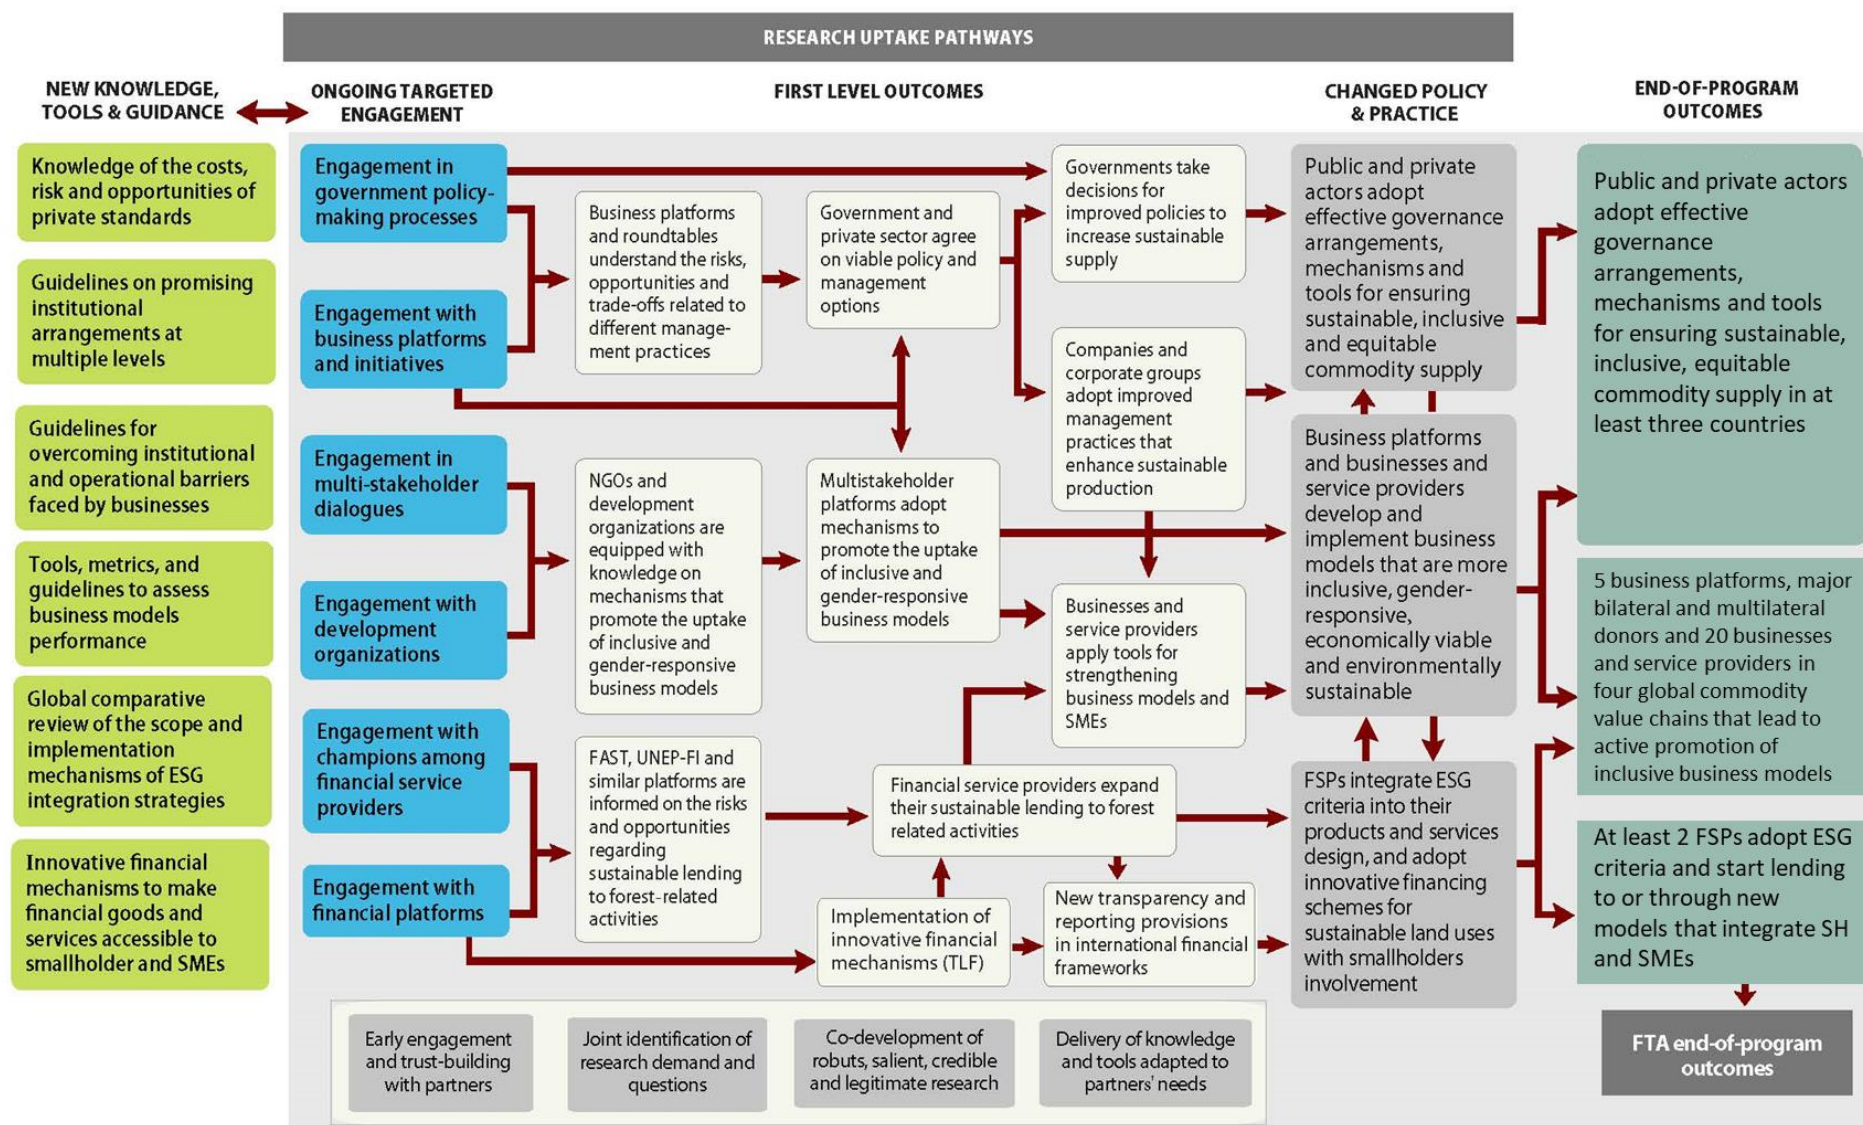 RESEARCH UPTAKE PATHWAYS
NEW KNOWLEDGE,
TOOLS & GUIDANCE
ONGOING TARGETED
ENGAGEMENT
FIRST LEVEL OUTCOMES
CHANGED POLICY
& PRACTICE
END-OF-PROGRAM
OUTCOMES
Knowledge of the costs,
risk and opportunities of
private standards
Guidelines on promising
institutional
arrangements at
multiple levels
Guidelines for
overcoming institutional
and operational barriers
faced by businesses
Tools, metrics, and
guidelines to assess
business models
performance
Global comparative
review of the scope and
implementation
mechanisms of ESG
integration strategies
Innovative financial
mechanisms to make
financial goods and
services accessible to
smallholder and SMEs
Engagement in
government policy-
making processes
Engagement with
business platforms
and initiatives
Engagement in
multi-stakeholder
dialogues
Engagement with
development
organizations
Engagement with
champions among
financial service
providers
Engagement with
financial platforms
Business platforms
and roundtables
understand the risks,
opportunities and
trade-offs related to
different manage-
ment practices
NGOs and
development
organizations are
equipped with
knowledge on
mechanisms that
promote the uptake
of inclusive and
gender-responsive
business models
FAST, UNEP-FI and
similar platforms are
informed on the risks
and opportunities
regarding
sustainable lending
to forest-related
activities
Government and
private sector agree
on viable policy and
management
options
Multistakeholder
platforms adopt
mechanisms to
promote the uptake
of inclusive and
gender-responsive
business models
Financial service providers expand
their sustainable lending to forest
related activities
Implementation of
innovative financial
mechanisms (TLF)
Governments take
decisions for
improved policies to
increase sustainable
supply
Companies and
corporate groups
adopt improved
management
practices that
enhance sustainable
production
Businesses and
service providers
apply tools for
strengthening
business models and
SMEs
New transparency and
reporting provisions
in international financial
frameworks
Public and private
actors adopt
effective governance
arrangements,
mechanisms and
tools for ensuring
sustainable, inclusive
and equitable
commodity supply
Business platforms
and businesses and
service providers
develop and
implement business
models that are more
inclusive, gender-
responsive,
economically viable
and environmentally
sustainable
FSPs integrate ESG
criteria into their
products and services
design, and adopt
innovative financing
schemes for
sustainable land uses
with smallholders
involvement
Public and private actors
adopt effective
governance
arrangements,
mechanisms and tools
for ensuring sustainable,
inclusive, equitable
commodity supply in at
least three countries
5 business platforms, major
bilateral and multilateral
donors and 20 businesses
and service providers in
four global commodity
value chains that lead to
active promotion of
inclusive business models
At least 2 FSPs adopt ESG
criteria and start lending
to or through new
models that integrate SH
and SMEs
FTA end-of-program
outcomes
Early engagement
and trust-building
with partners
Joint identification of
research demand and
questions
Co-development of
robuts, salient, credible
and legitimate research
Delivery of knowledge
and tools adapted to
partners' needs